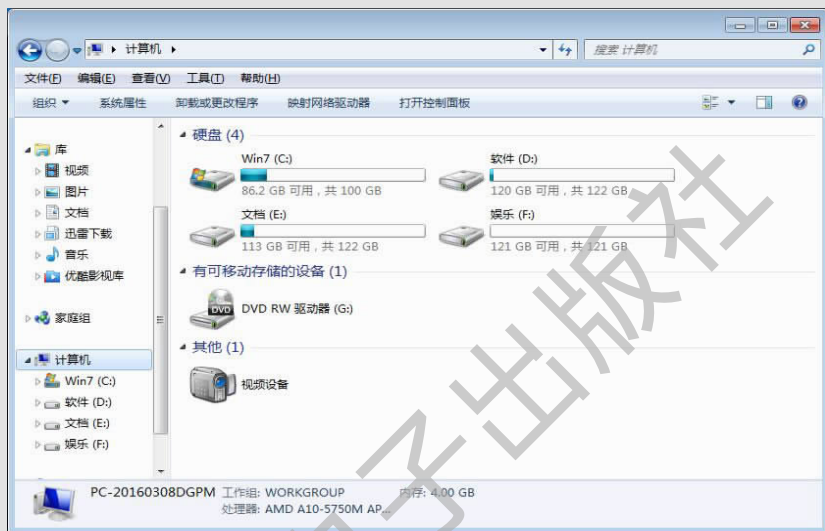 计算机
搜索 计算机
文件(F) 编辑(E) 查看(V) 工具(T) 帮助(H)
组织 系统属性 卸载或更改程序 映射网络驱动器 打开控制面板
库
视频
图片
文档
迅雷下载
音乐
优酷影视库
家庭组
计算机
Win7 (C:)
软件 (D:)
文档 (E:)
娱乐 (F:)
硬盘 (4)
Win7 (C:)
86.2 GB 可用，共 100 GB
软件 (D:)
120 GB 可用，共 122 GB
文档 (E:)
113 GB 可用，共 122 GB
娱乐 (F:)
121 GB 可用，共 121 GB
有可移动存储的设备 (1)
DVD
DVD RW 驱动器 (G:)
其他 (1)
视频设备
PC-20160308DGPM 工作组: WORKGROUP 内存: 4.00 GB
处理器: AMD A10-5750M AP...
子出版社